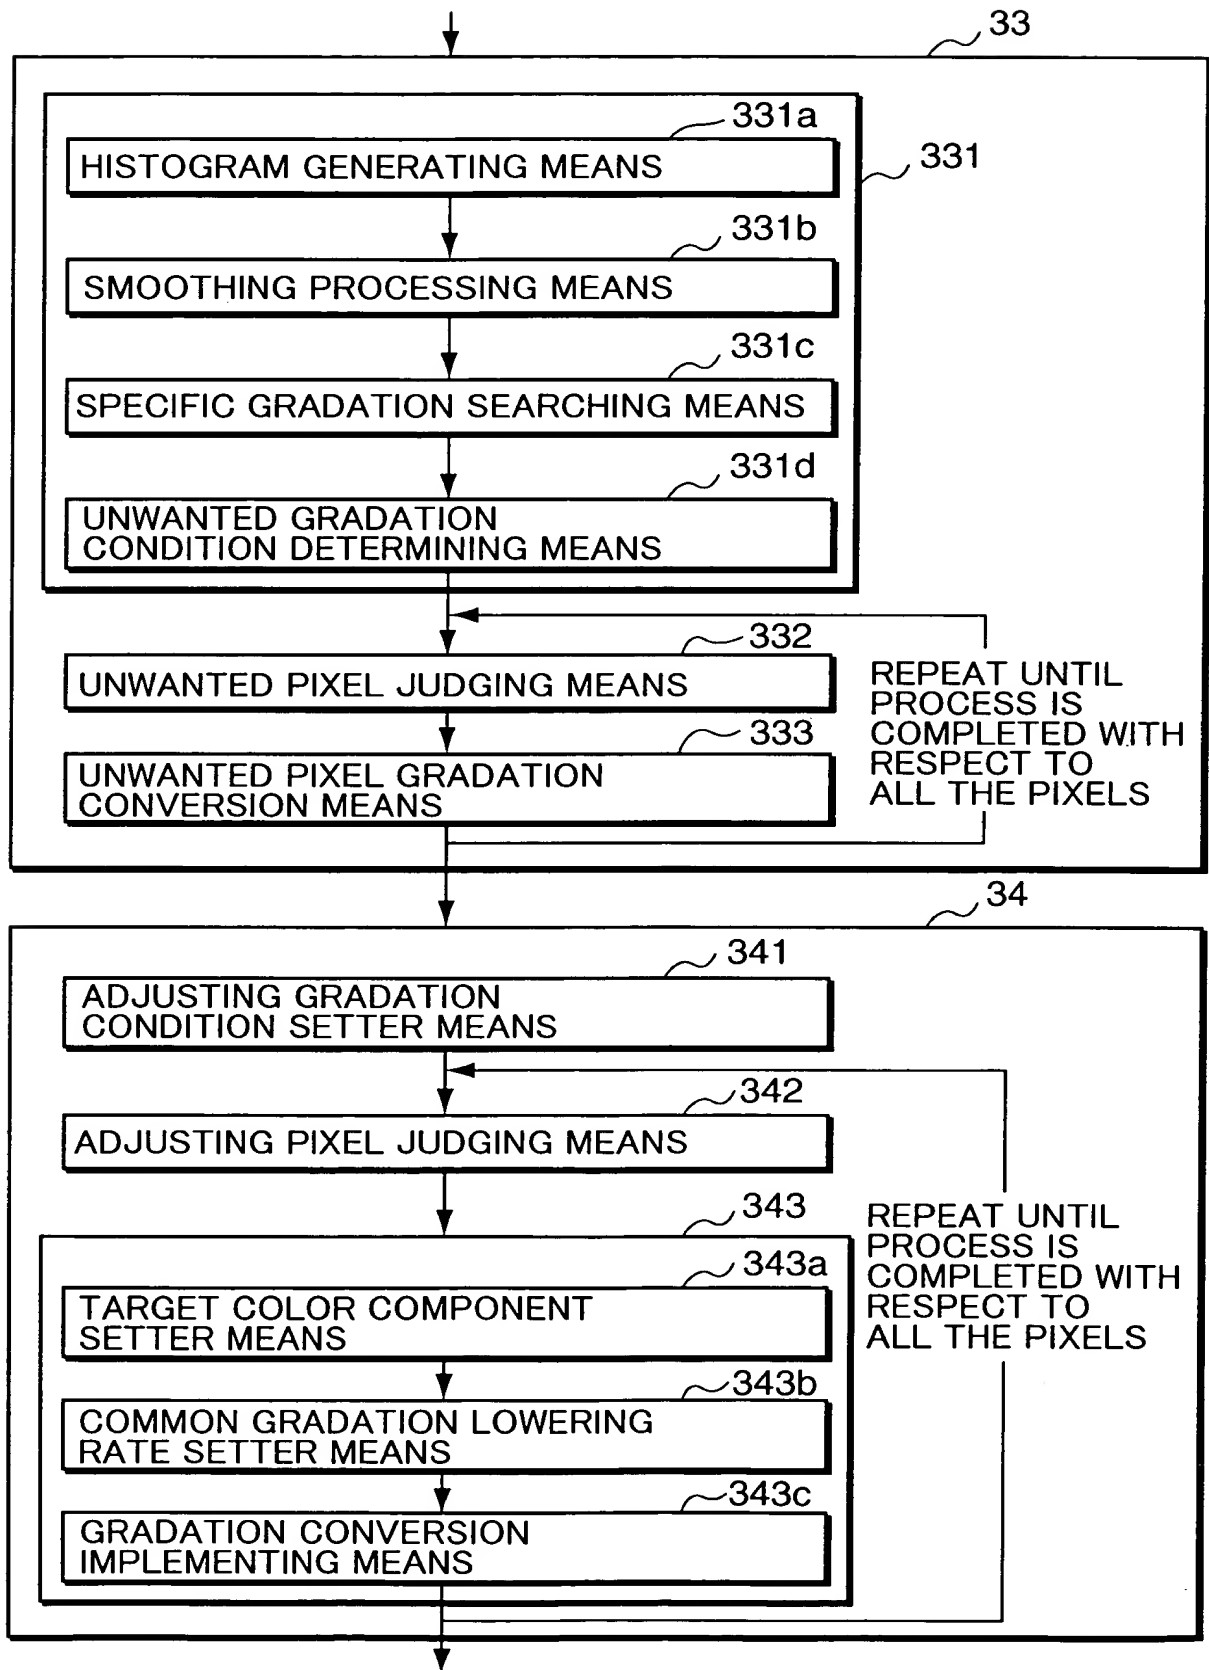 33
331a
HISTOGRAM GENERATING MEANS
331
331b
SMOOTHING PROCESSING MEANS
331c
SPECIFIC GRADATION SEARCHING MEANS
331d
UNWANTED GRADATION
CONDITION DETERMINING MEANS
332
UNWANTED PIXEL JUDGING MEANS
333
UNWANTED PIXEL GRADATION
CONVERSION MEANS
REPEAT UNTIL
PROCESS IS
COMPLETED WITH
RESPECT TO
ALL THE PIXELS
34
341
ADJUSTING GRADATION
CONDITION SETTER MEANS
342
ADJUSTING PIXEL JUDGING MEANS
343
343a
TARGET COLOR COMPONENT
SETTER MEANS
343b
COMMON GRADATION LOWERING
RATE SETTER MEANS
343c
GRADATION CONVERSION
IMPLEMENTING MEANS
REPEAT UNTIL
PROCESS IS
COMPLETED WITH
RESPECT TO
ALL THE PIXELS